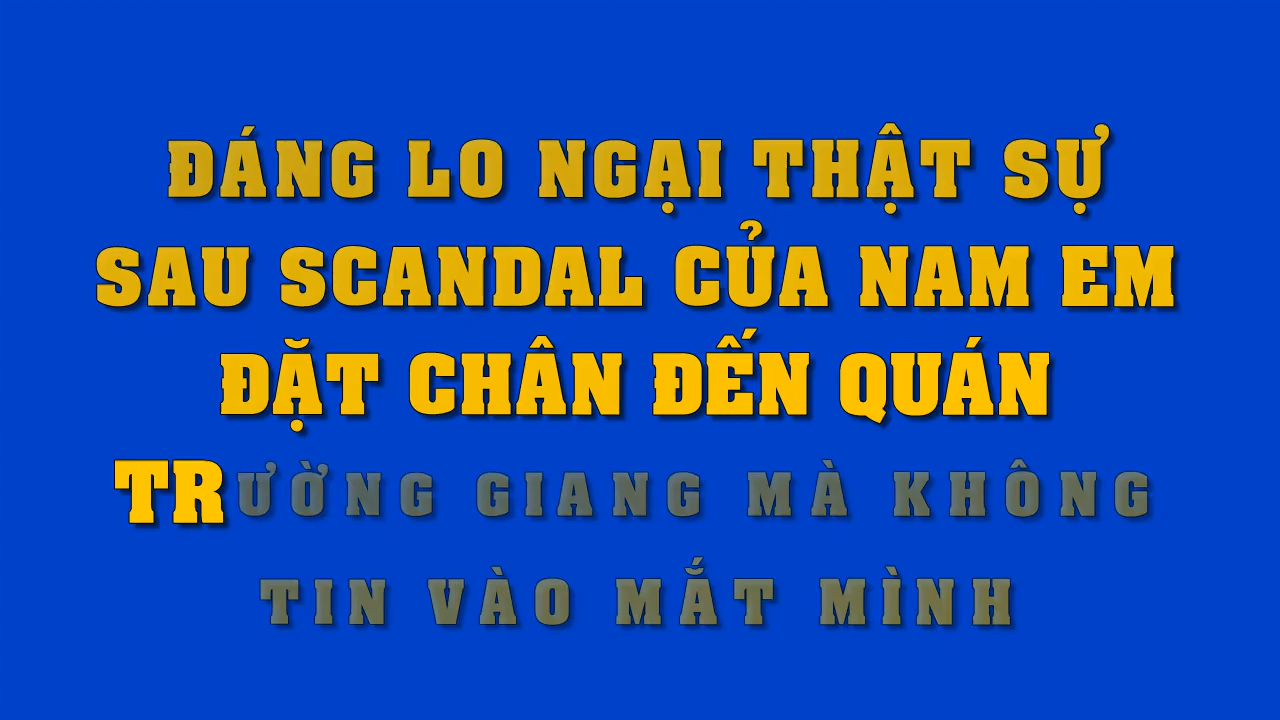 ĐÁNG LO NGẠI THẬT SỰ
SAU SCANDAL CỦA NAM EM
ĐẶT CHÂN ĐẾN QUÁN
TRƯỜNG GIANG MÀ KHÔNG
TIN VÀO MẮT MÌNH